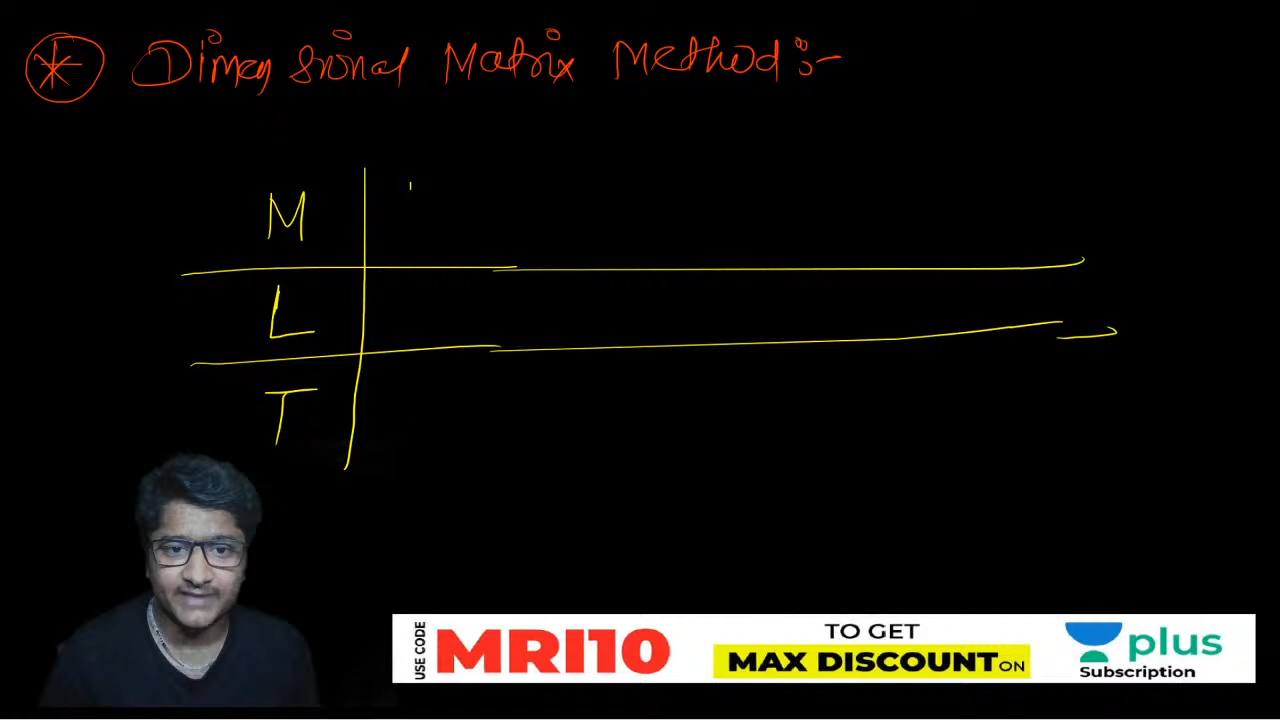 Dimensional Matrix Method:-
M
L
T
USE CODE
MRI10
TO GET
MAX DISCOUNT ON
plus
Subscription